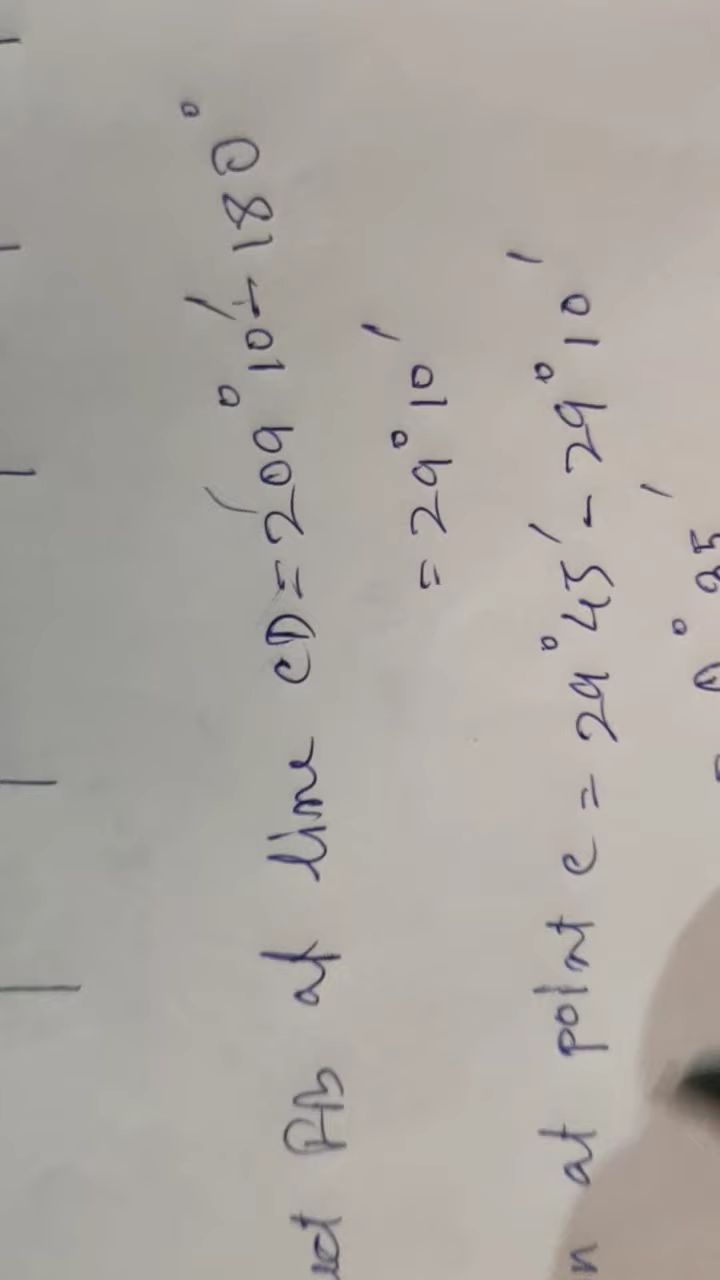 Fb of line CD = 209° 10' - 180°
= 29° 10'
n at point c = 29° 45' - 29° 10'